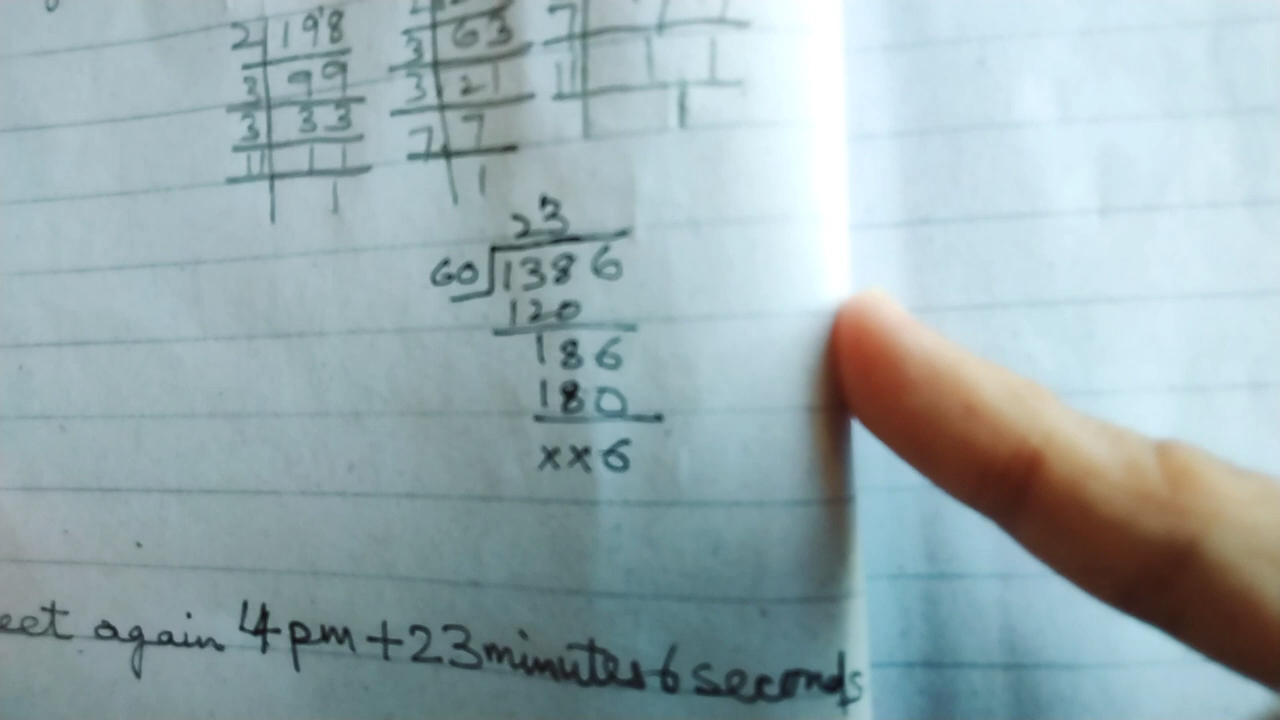 2 198 3 63 7
3 99 3 21 11 1 1
3 33 7 7 1
11 11 1
1
23
60 1386
120
186
180
xx6
again 4pm+23minutes 6 seconds